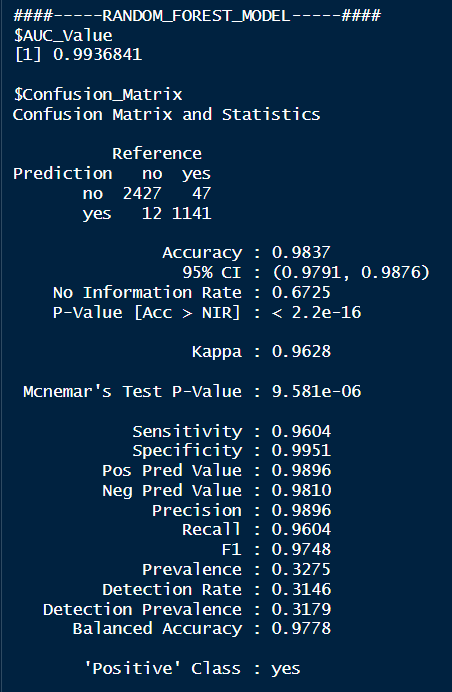 ####-----RANDOM_FOREST_MODEL-----####
$AUC_Value
[1] 0.9936841
$Confusion_Matrix
Confusion Matrix and Statistics
Reference
Prediction no yes
no 2427 47
yes 12 1141
Accuracy : 0.9837
95% CI : (0.9791, 0.9876)
No Information Rate : 0.6725
P-Value [Acc > NIR] : < 2.2e-16
Kappa : 0.9628
Mcnemar's Test P-Value : 9.581e-06
Sensitivity : 0.9604
Specificity : 0.9951
Pos Pred Value : 0.9896
Neg Pred Value : 0.9810
Precision : 0.9896
Recall : 0.9604
F1 : 0.9748
Prevalence : 0.3275
Detection Rate : 0.3146
Detection Prevalence : 0.3179
Balanced Accuracy : 0.9778
'Positive' Class : yes